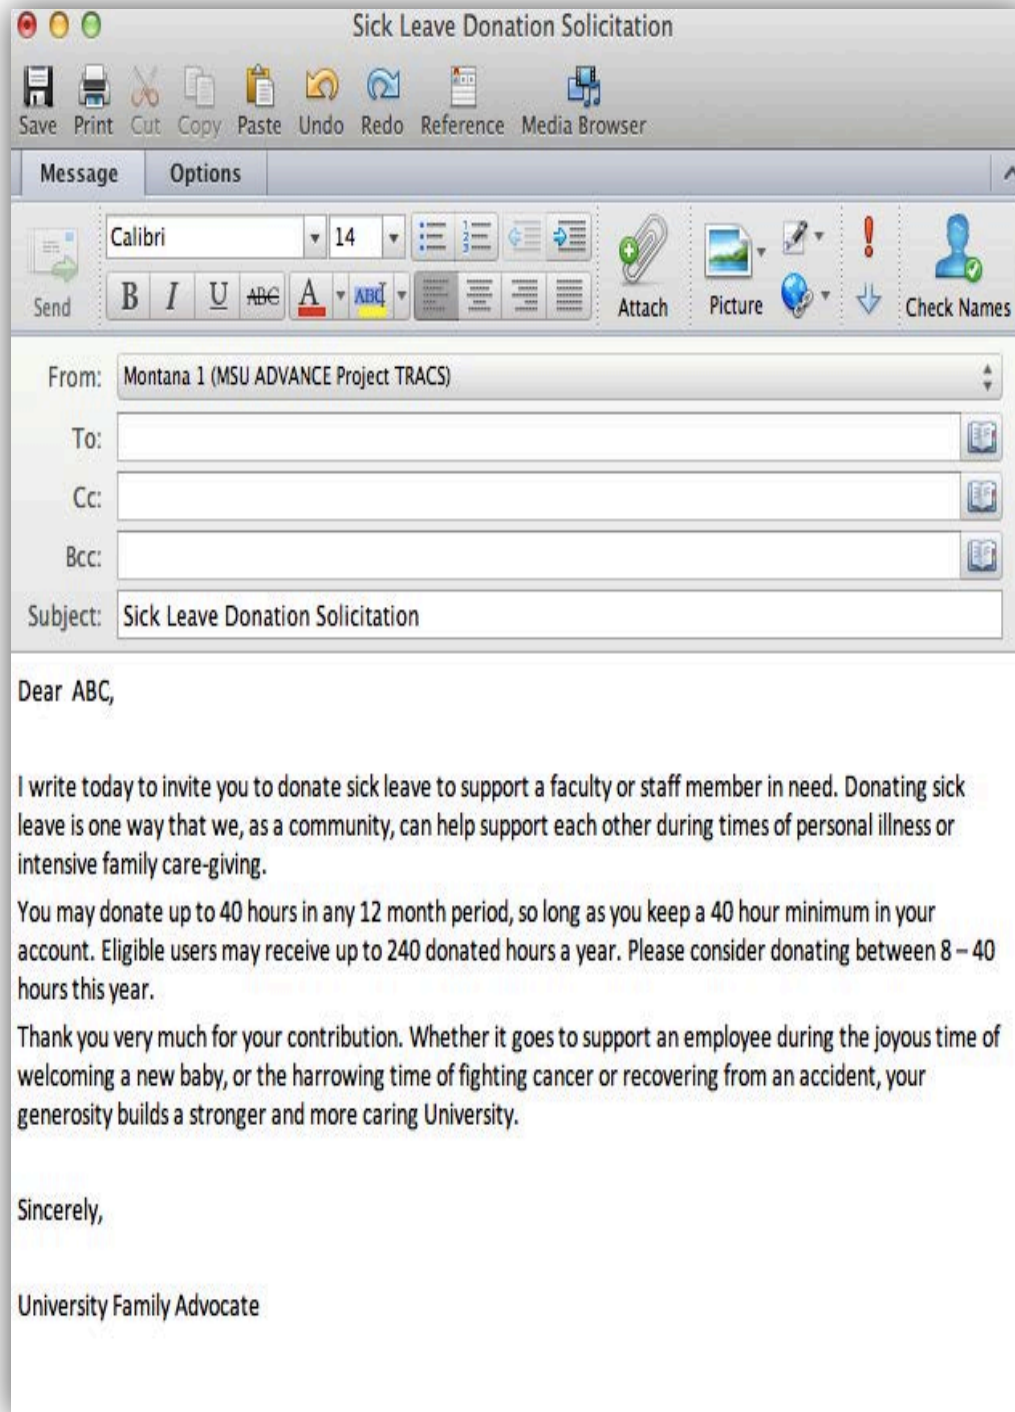 Sick Leave Donation Solicitation
Save Print Cut Copy Paste Undo Redo Reference Media Browser
Message Options
Calibri 14
Send B I U ABC A ABC Attach Picture Check Names
From: Montana 1 (MSU ADVANCE Project TRACS)
To:
Cc:
Bcc:
Subject: Sick Leave Donation Solicitation
Dear ABC,
I write today to invite you to donate sick leave to support a faculty or staff member in need. Donating sick
leave is one way that we, as a community, can help support each other during times of personal illness or
intensive family care-giving.
You may donate up to 40 hours in any 12 month period, so long as you keep a 40 hour minimum in your
account. Eligible users may receive up to 240 donated hours a year. Please consider donating between 8 – 40
hours this year.
Thank you very much for your contribution. Whether it goes to support an employee during the joyous time of
welcoming a new baby, or the harrowing time of fighting cancer or recovering from an accident, your
generosity builds a stronger and more caring University.
Sincerely,
University Family Advocate